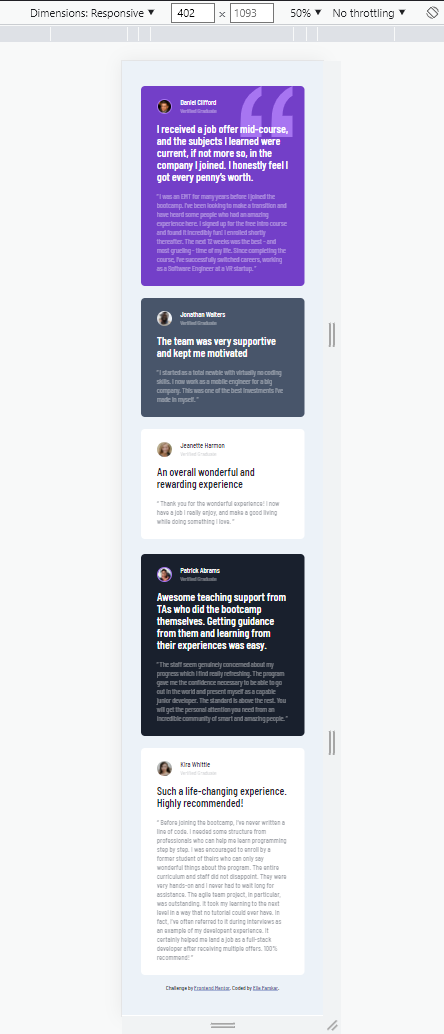 Dimensions: Responsive ▼ 402 × 1093 50% ▼ No throttling ▼
Daniel Clifford
Verified Graduate
I received a job offer mid-course,
and the subjects I learned were
current, if not more so, in the
company I joined. I honestly feel I
got every penny's worth.
" I was an EMT for many years before I joined the
bootcamp. I've been looking to make a transition and
have heard some people who had an amazing
experience here. I signed up for the free intro course
and found it incredibly fun! I enrolled shortly
thereafter. The next 12 weeks was the best - and
most grueling - time of my life. Since completing the
course, I've successfully switched careers, working
as a Software Engineer at a VR startup. "
Jonathan Walters
Verified Graduate
The team was very supportive
and kept me motivated
" I started as a total newbie with virtually no coding
skills. I now work as a mobile engineer for a big
company. This was one of the best investments I've
made in myself. "
Jeanette Harmon
Verified Graduate
An overall wonderful and
rewarding experience
" Thank you for the wonderful experience! I now
have a job I really enjoy, and make a good living
while doing something I love. "
Patrick Abrams
Verified Graduate
Awesome teaching support from
TAs who did the bootcamp
themselves. Getting guidance
from them and learning from
their experiences was easy.
"The staff seem genuinely concerned about my
progress which I find really refreshing. The program
gave me the confidence necessary to be able to go
out in the world and present myself as a capable
junior developer. The standard is above the rest. You
will get the personal attention you need from an
incredible community of smart and amazing people. "
Kira Whittle
Verified Graduate
Such a life-changing experience.
Highly recommended!
" Before joining the bootcamp, I've never written a
line of code. I needed some structure from
professionals who can help me learn programming
step by step. I was encouraged to enroll by a
former student of theirs who can only say
wonderful things about the program. The entire
curriculum and staff did not disappoint. They were
very hands-on and I never had to wait long for
assistance. The agile team project, in particular,
was outstanding. It took my learning to the next
level in a way that no tutorial could ever have. In
fact, I've often referred to it during interviews as
an example of my developent experience. It
certainly helped me land a job as a full-stack
developer after receiving multiple offers. 100%
recommend! "
Challenge by Frontend Mentor. Coded by